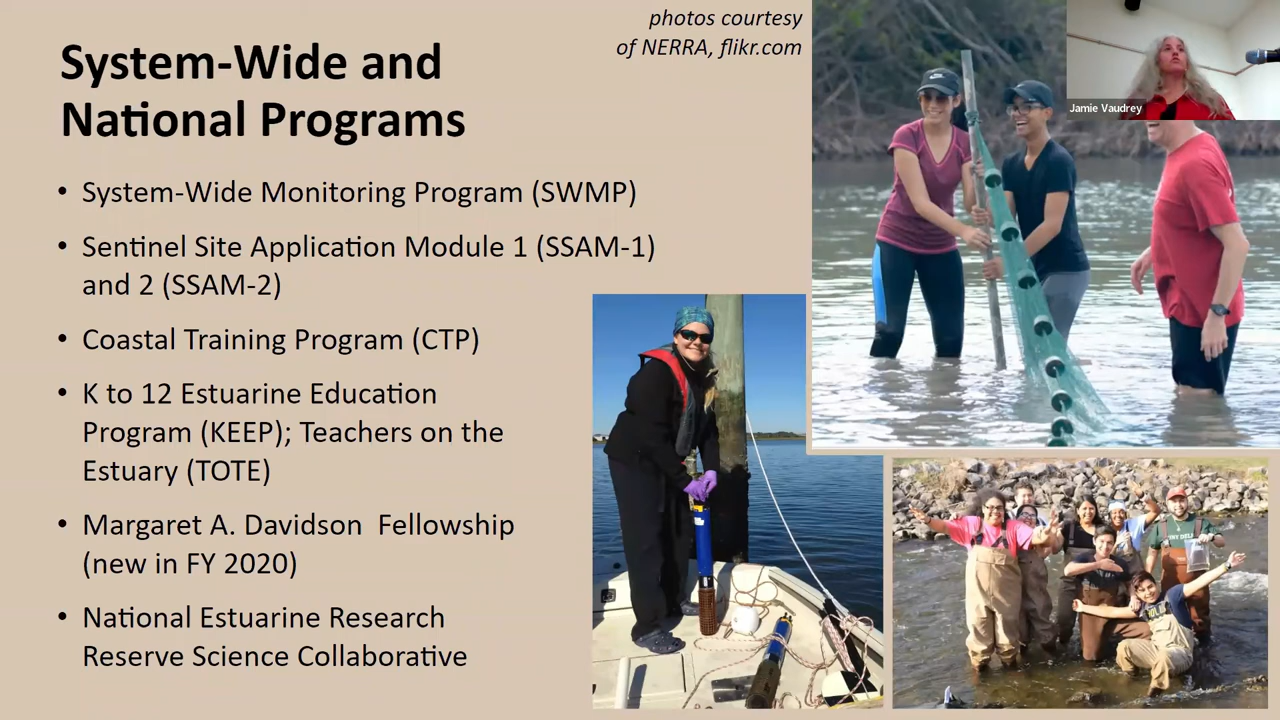 photos courtesy
of NERRA, flikr.com
System-Wide and
National Programs
• System-Wide Monitoring Program (SWMP)
• Sentinel Site Application Module 1 (SSAM-1)
and 2 (SSAM-2)
• Coastal Training Program (CTP)
• K to 12 Estuarine Education
Program (KEEP); Teachers on the
Estuary (TOTE)
• Margaret A. Davidson Fellowship
(new in FY 2020)
• National Estuarine Research
Reserve Science Collaborative
Jamie Vaudrey